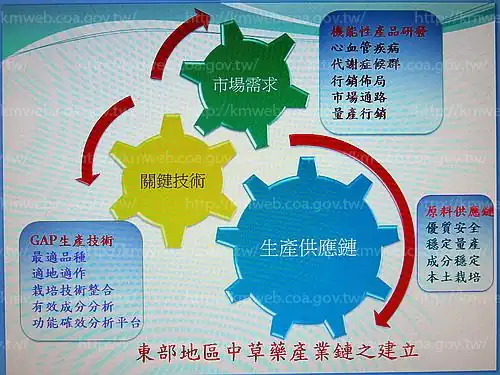 機能性產品研發
心血管疾病
代謝症候群
行銷佈局
市場通路
量產行銷
市場需求
關鍵技術
生產供應鏈
原料供應鏈
優質安全
穩定量產
成分穩定
本土栽培
GAP生產技術
最適品種
適地適作
栽培技術整合
有效成分分析
功能確效分析平台
東部地區中草藥產業鏈之建立
http://kmweb.coa.gov.tw/